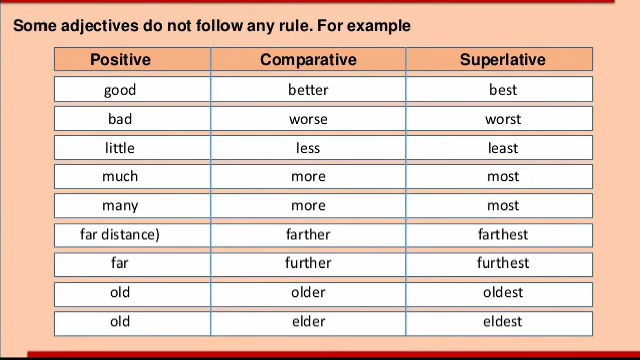 Some adjectives do not follow any rule. For example
Positive Comparative Superlative
good better best
bad worse worst
little less least
much more most
many more most
far distance) farther farthest
far further furthest
old older oldest
old elder eldest